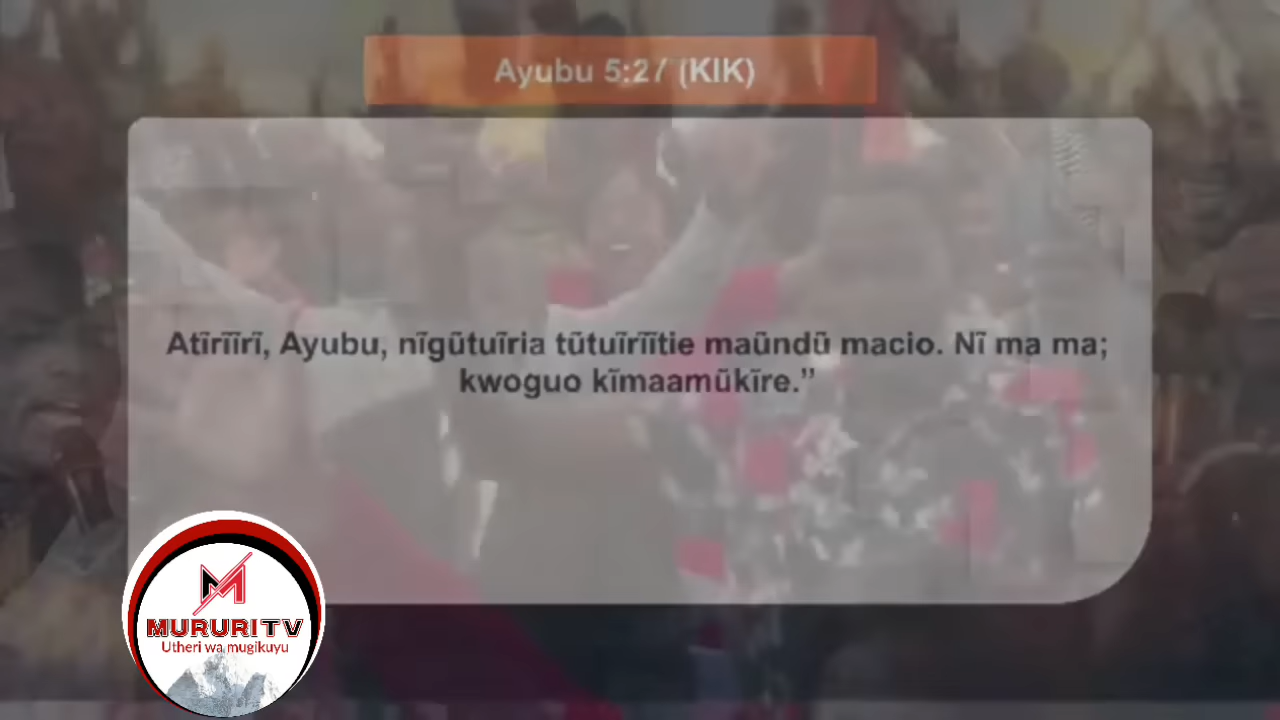 Ayubu 5:27 (KIK)
Atĩrĩĩrĩ, Ayubu, nĩgũtuĩria tũtuĩrĩĩtie maũndũ macio. Nĩ ma ma;
kwoguo kĩmaamũkĩre.”
MURURI TV
Utheri wa mugikuyu